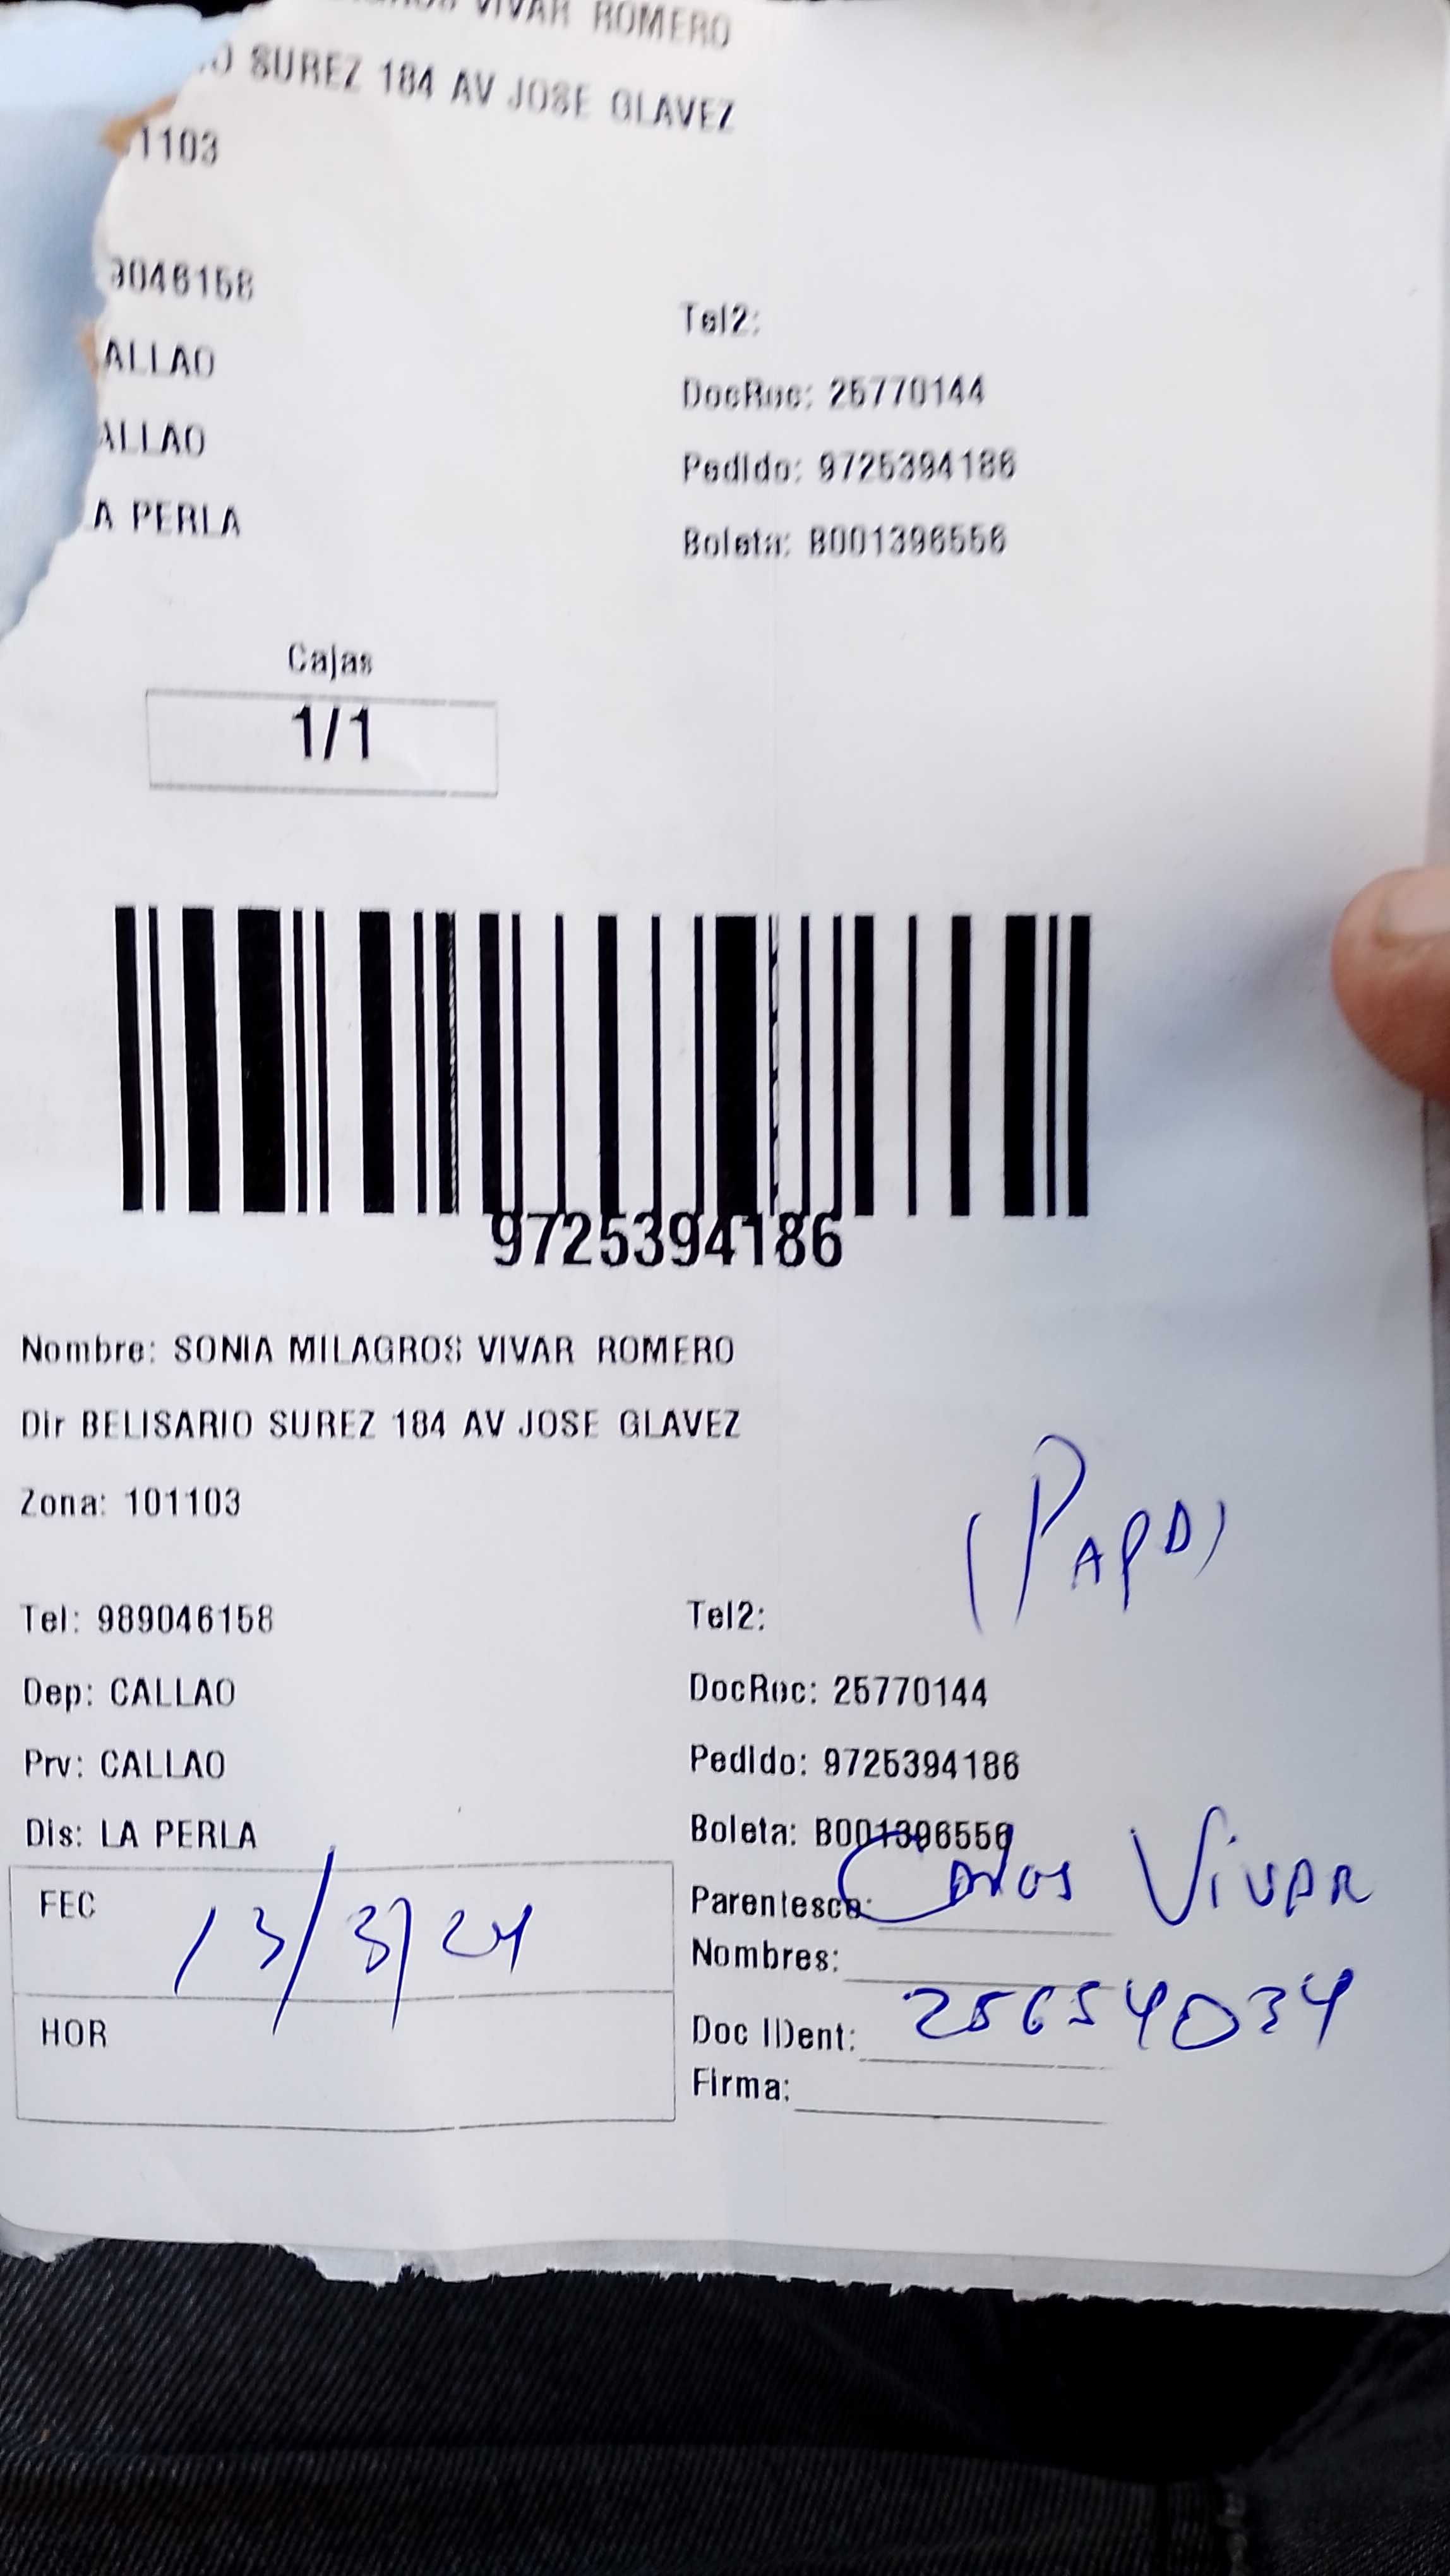 VIVAR ROMERO
SUREZ 184 AV JOSE GLAVEZ
1103
9046158
Tel2:
ALLAO
DocRuc: 25770144
ALLAO
Pedido: 9725394186
A PERLA
Boleta: B001396556
Cajas
1/1
9725394186
Nombre: SONIA MILAGROS VIVAR ROMERO
Dir BELISARIO SUREZ 184 AV JOSE GLAVEZ
Zona: 101103
(PAPA)
Tel: 989046158
Tel2:
Dep: CALLAO
DocRuc: 25770144
Prv: CALLAO
Pedido: 9725394186
Dis: LA PERLA
Boleta: B001396556
FEC 13/3/24
Parentesco: Carlos Vivar
Nombres:
HOR
Doc IDent: 25654034
Firma: